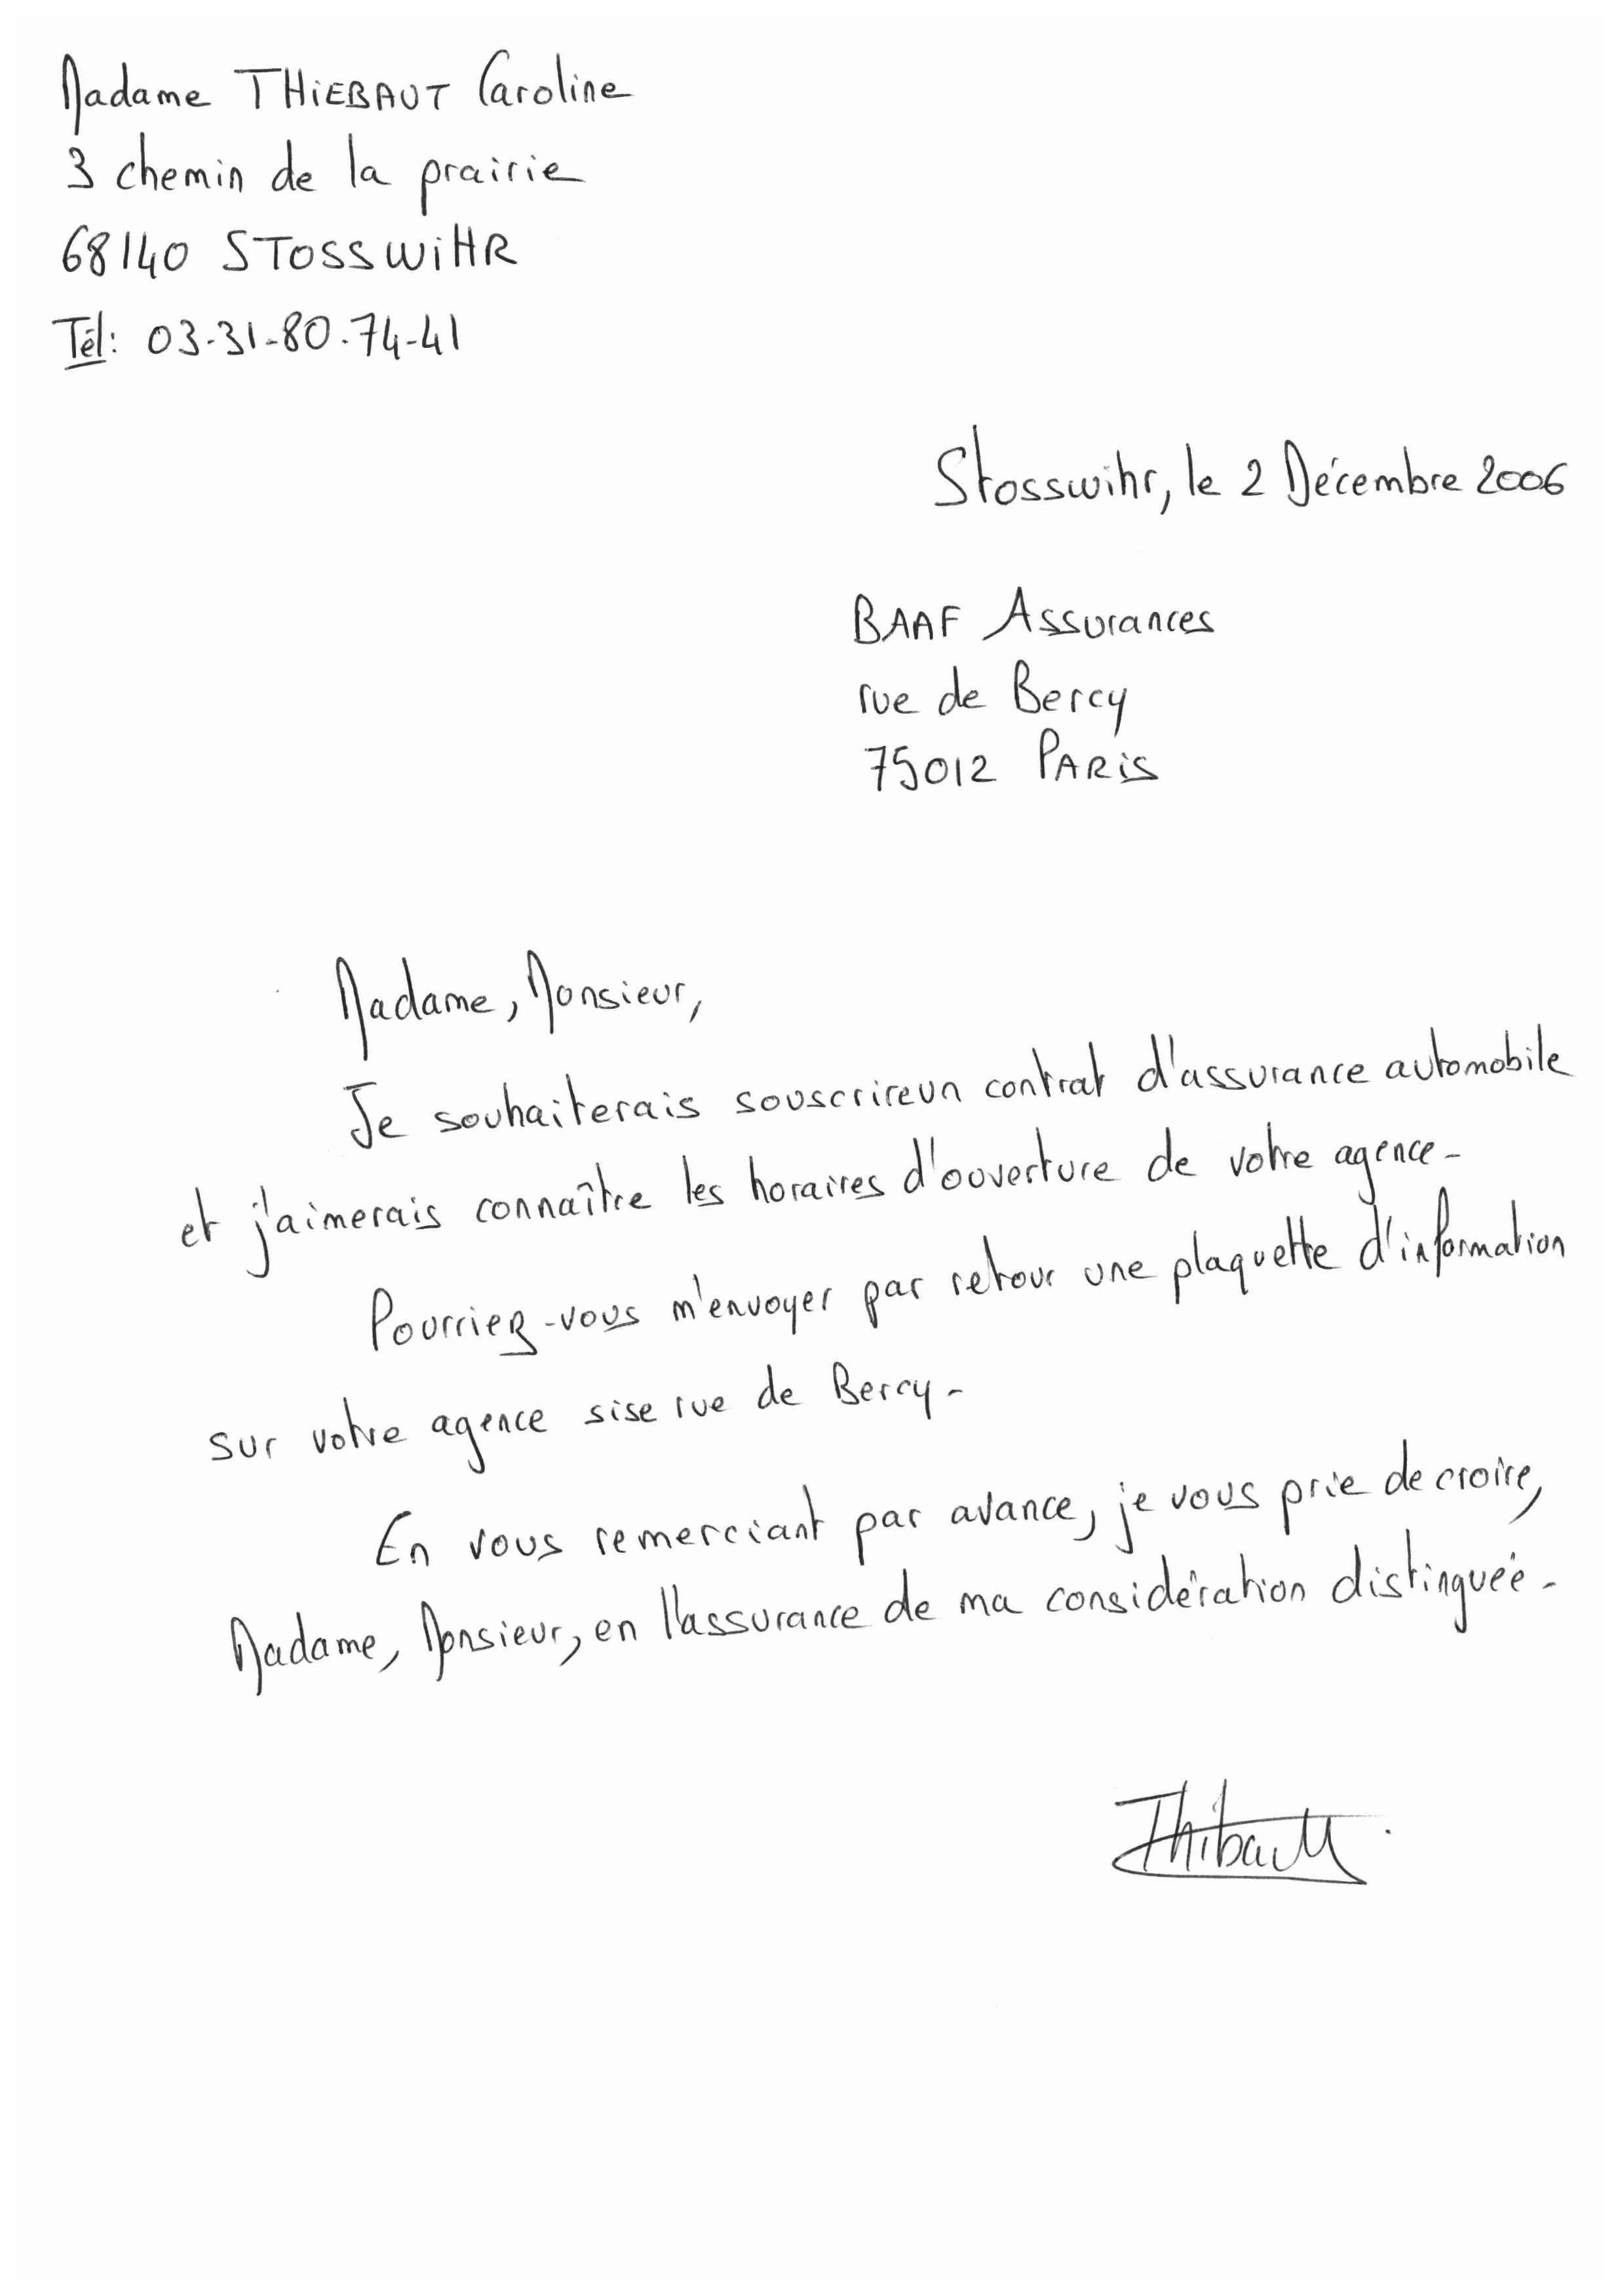 Madame THIEBAUT Caroline
3 chemin de la prairie
68140 STOSSWIHR
Tél: 03-31-80.74-41
Stosswihr, le 2 Décembre 2006
BAAF Assurances
rue de Bercy
75012 PARIS
Madame, Monsieur,
Je souhaiterais souscrireun contrat d'assurance automobile
et j'aimerais connaître les horaires d'ouverture de votre agence-
Pourriez-vous m'envoyer par retour une plaquette d'information
sur votre agence sise rue de Bercy-
En vous remerciant par avance, je vous prie de croire,
Madame, Monsieur, en l'assurance de ma considération distinguée-
Thibault